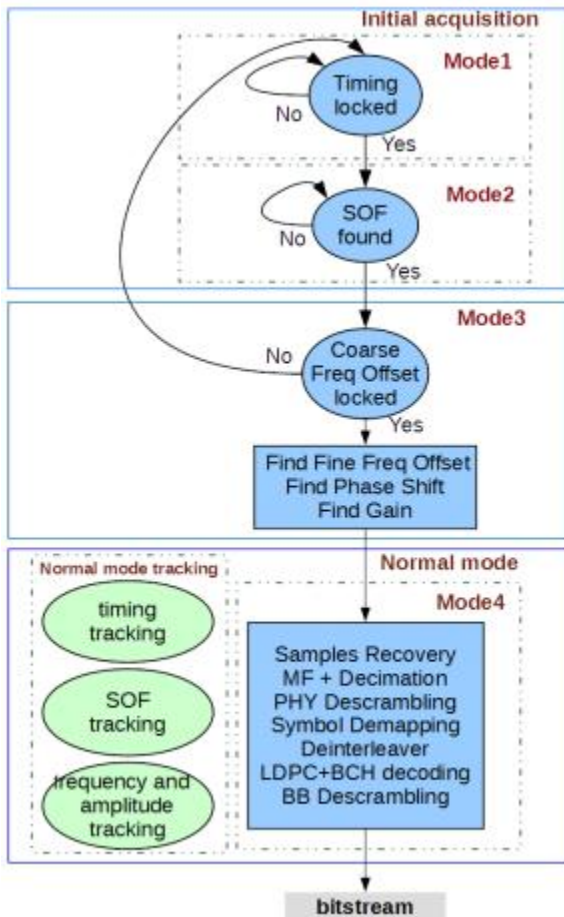 Initial acquisition
Mode1
Timing
locked
No
Yes
Mode2
SOF
found
No
Yes
Mode3
No
Coarse
Freq Offset
locked
Yes
Find Fine Freq Offset
Find Phase Shift
Find Gain
Normal mode
Normal mode tracking
timing
tracking
SOF
tracking
frequency and
amplitude
tracking
Mode4
Samples Recovery
MF + Decimation
PHY Descrambling
Symbol Demapping
Deinterleaver
LDPC+BCH decoding
BB Descrambling
bitstream